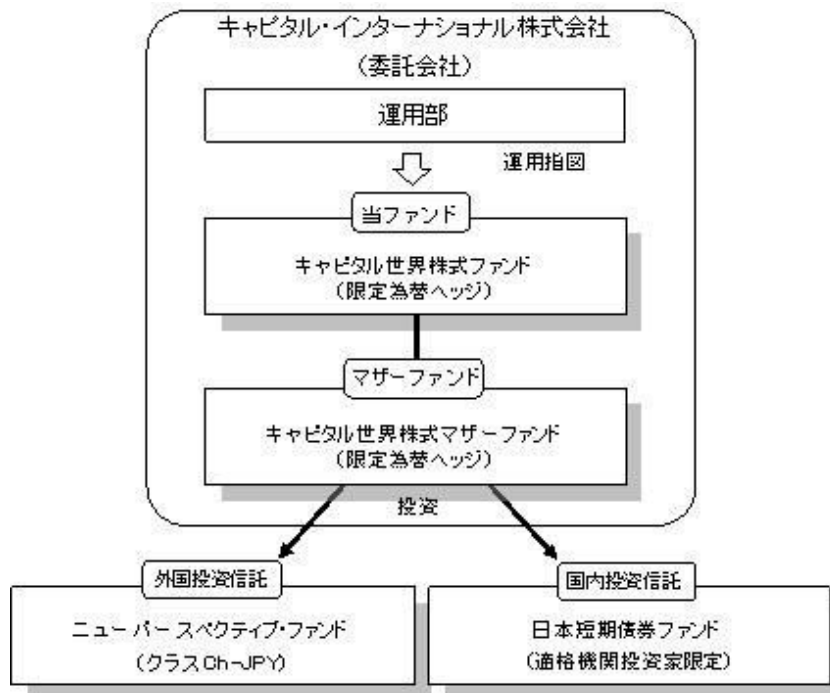 キャピタル・インターナショナル株式会社
(委託会社)
運用部
運用指図
当ファンド
キャピタル世界株式ファンド
(限定為替ヘッジ)
マザーファンド
キャピタル世界株式マザーファンド
(限定為替ヘッジ)
投資
外国投資信託
ニューパースペクティブ・ファンド
(クラスCh-JPY)
国内投資信託
日本短期債券ファンド
(適格機関投資家限定)